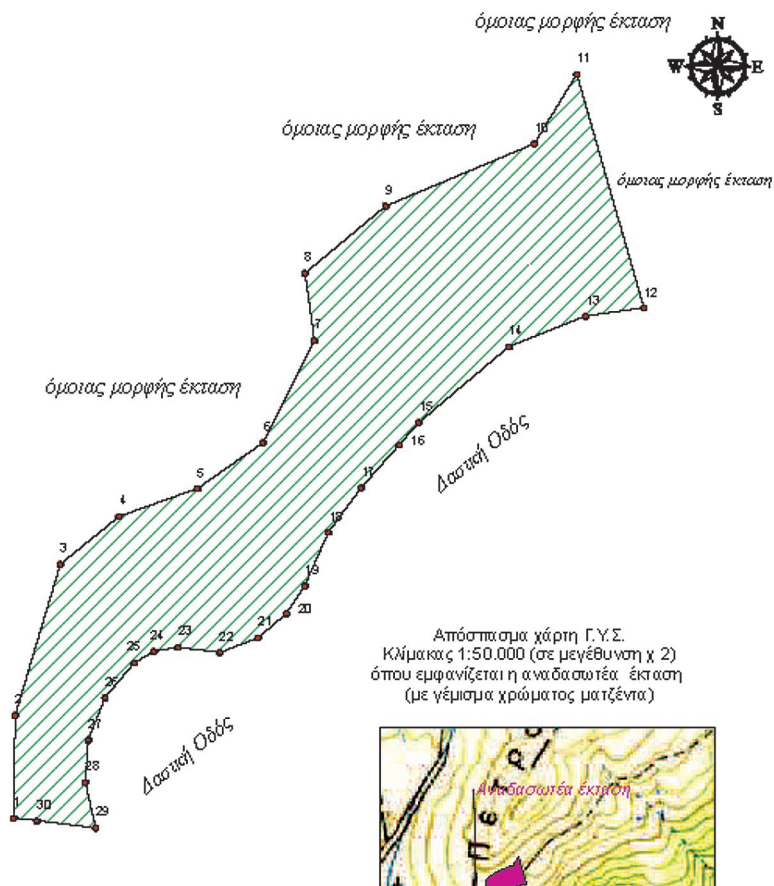 όμοιας μορφής έκταση
N
W E
S
11
10
όμοιας μορφής έκταση
όμοιας μορφής έκταση
9
8
12
13
7
14
όμοιας μορφής έκταση
15
6
16
Δασική Οδός
5
17
4
18
3
19
20
21
Απόσπασμα χάρτη Γ.Υ.Σ.
Κλίμακας 1:50.000 (σε μεγέθυνση χ 2)
όπου εμφανίζεται η αναδασωτέα έκταση
(με γέμισμα χρώματος ματζέντα)
22
23
24
25
26
2
27
Δασική Οδός
28
1
30
29
Αναδασωτέα έκταση
Πετρο